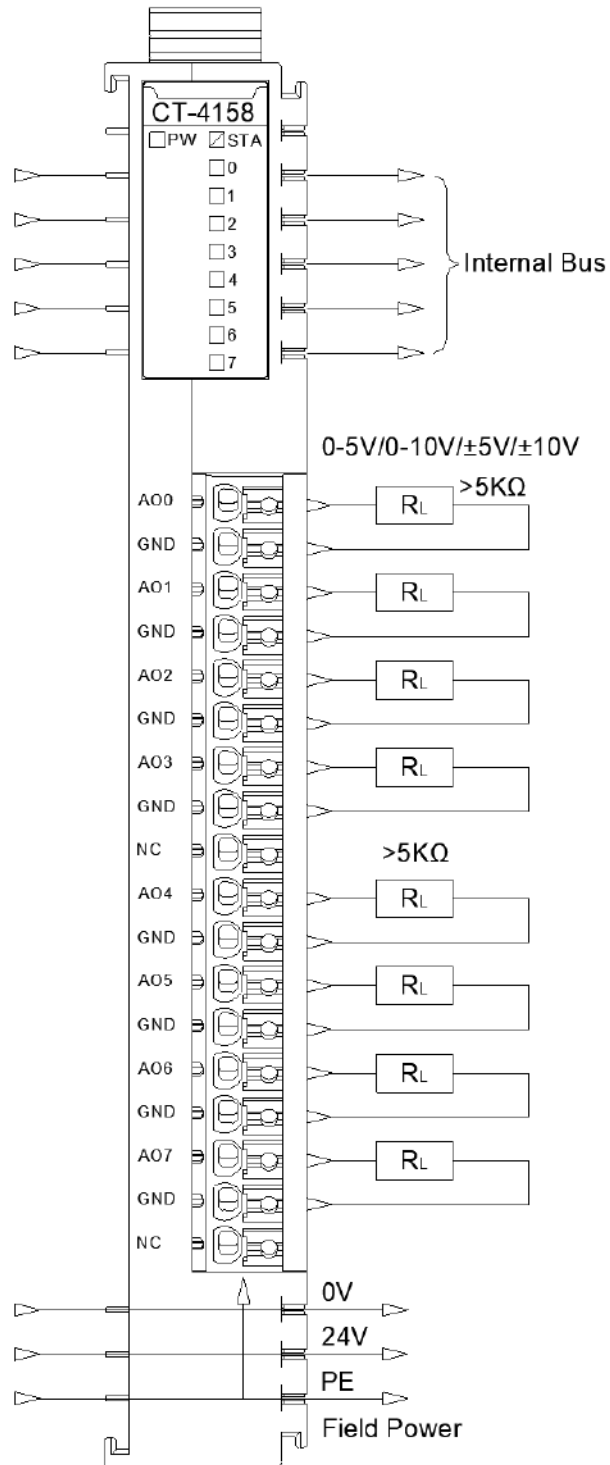 CT-4158
PW STA
0
1
2
3
4
5
6
7
Internal Bus
0-5V/0-10V/±5V/±10V
AO0 RL >5KΩ
GND
AO1 RL
GND
AO2 RL
GND
AO3 RL
GND
NC >5KΩ
AO4 RL
GND
AO5 RL
GND
AO6 RL
GND
AO7 RL
GND
NC
0V
24V
PE
Field Power